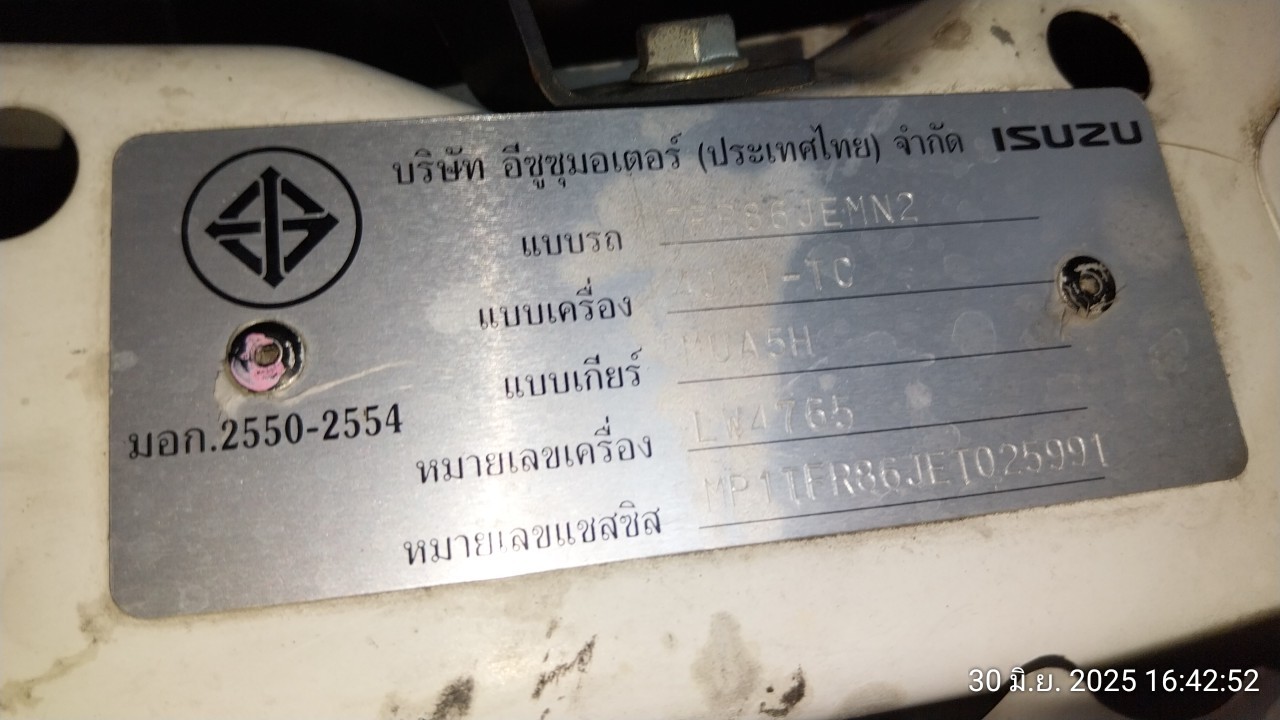 บริษัท อีซูซุมอเตอร์ (ประเทศไทย) จำกัด ISUZU
แบบรถ
แบบเครื่อง
แบบเกียร์
มอก.2550-2554
หมายเลขเครื่อง LW4765
หมายเลขแชสซิส MP1TFR86JET025991
30 มิ.ย. 2025 16:42:52